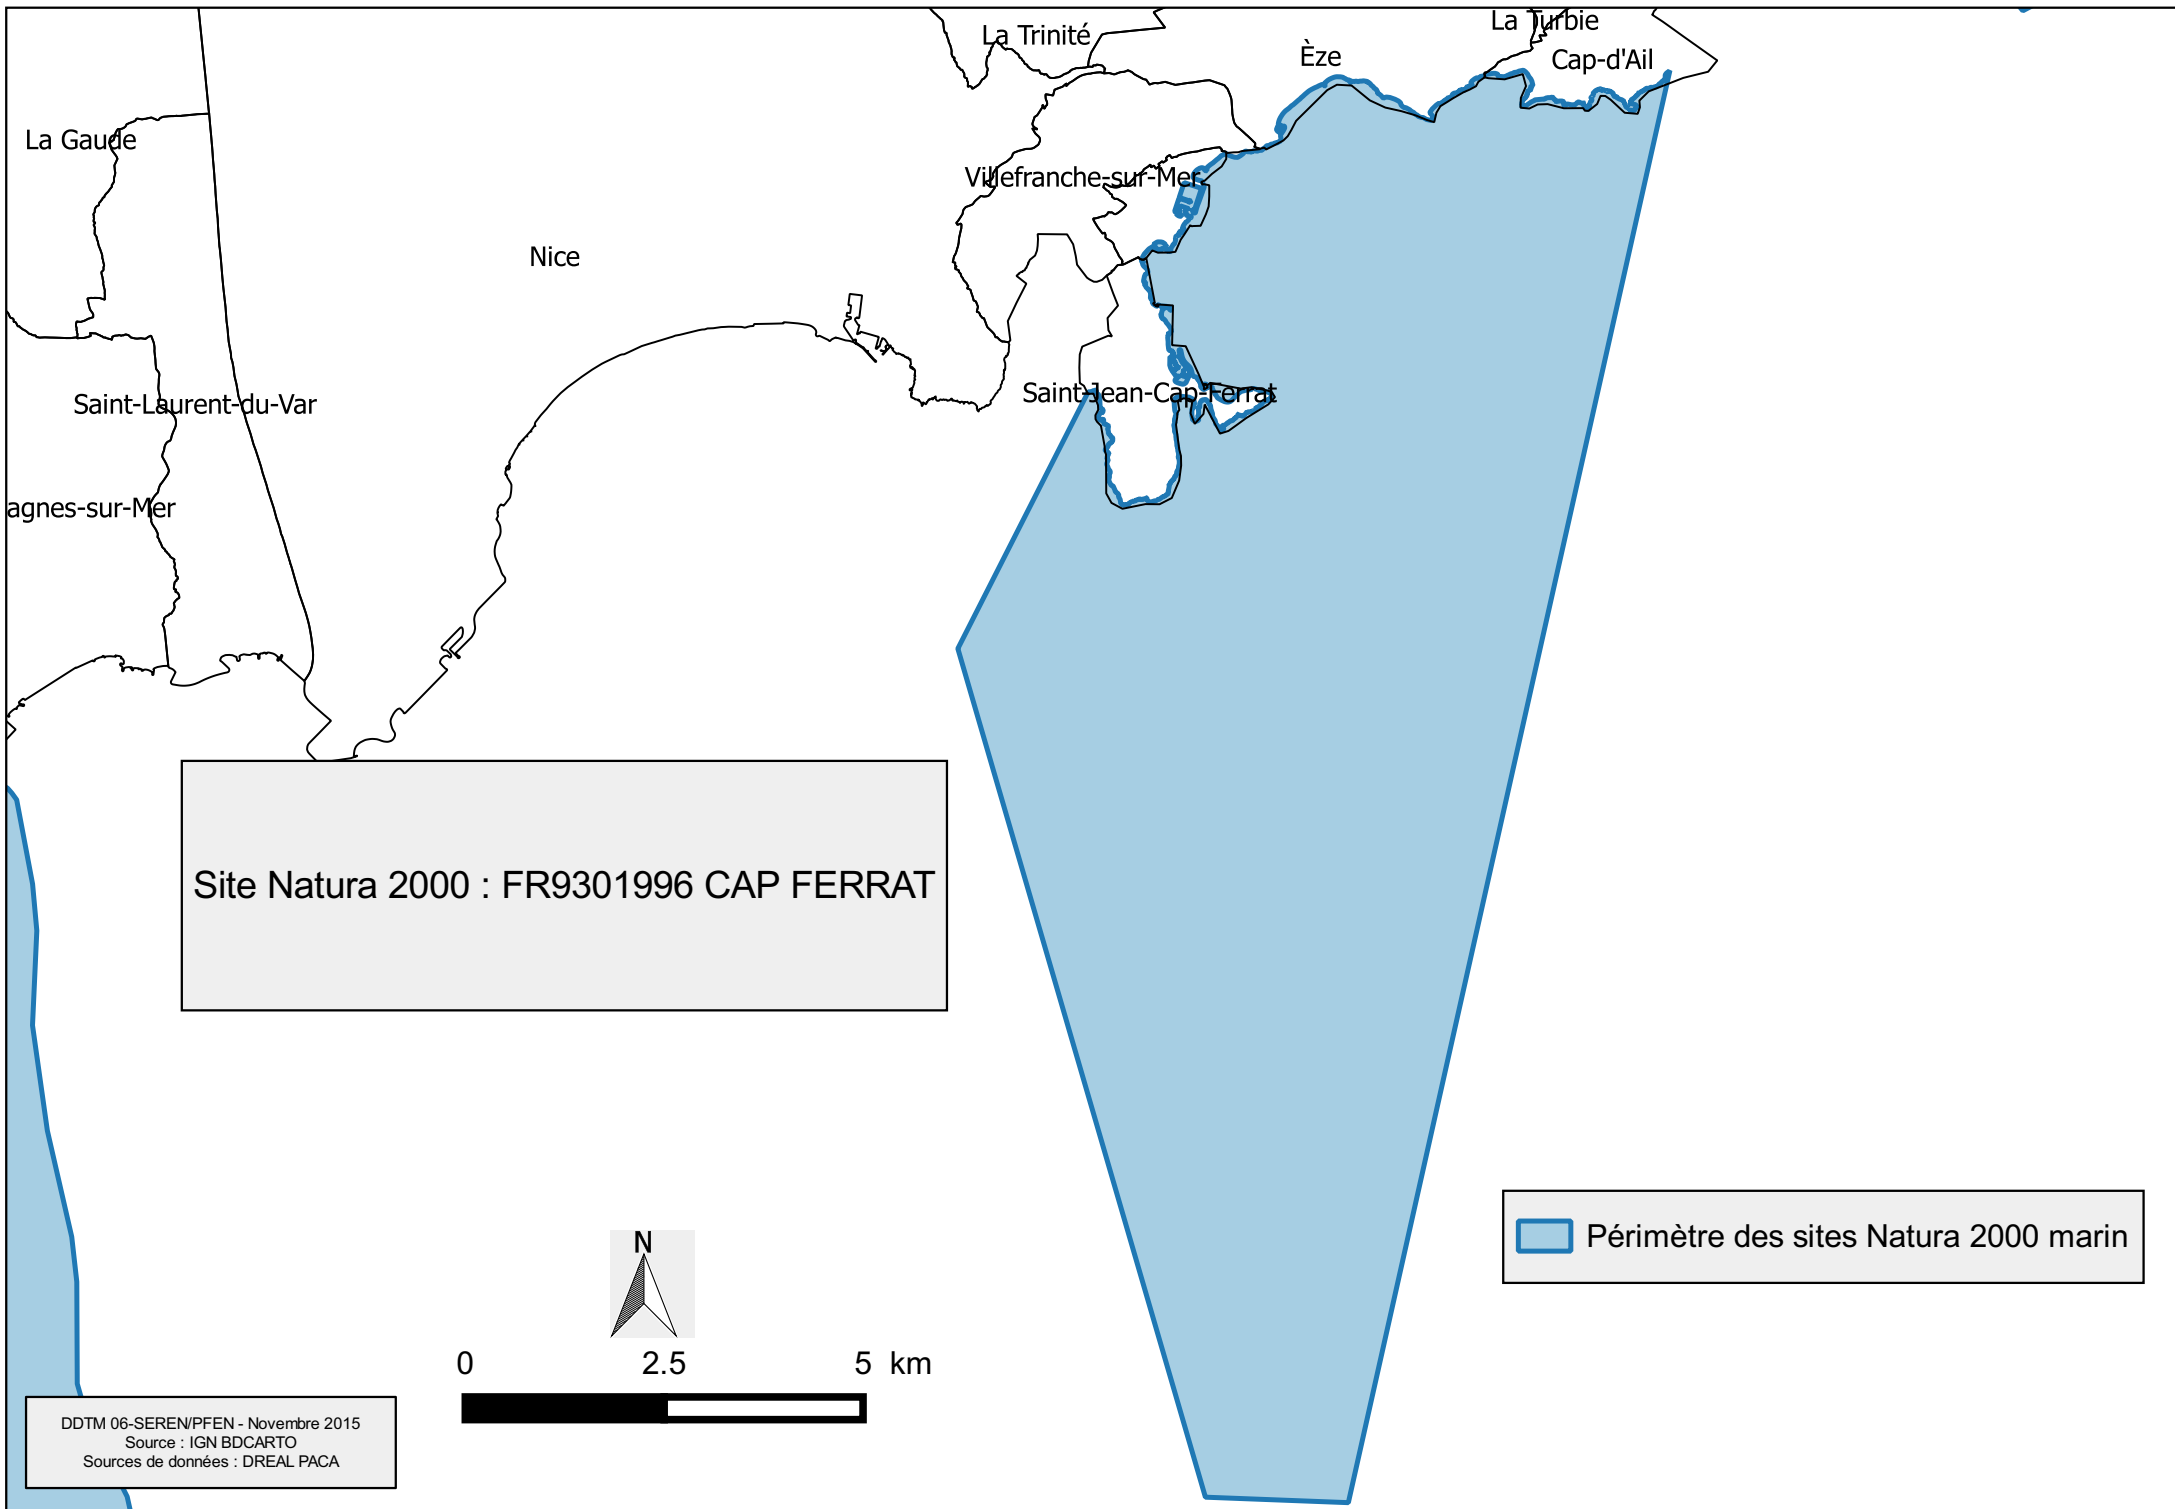 La Turbie
La Trinité
Èze
Cap-d'Ail
La Gaude
Villefranche-sur-Mer
Nice
Saint-Jean-Cap-Ferrat
Saint-Laurent-du-Var
agnes-sur-Mer
Site Natura 2000 : FR9301996 CAP FERRAT
Périmètre des sites Natura 2000 marin
N
0 2.5 5 km
DDTM 06-SEREN/PFEN - Novembre 2015
Source : IGN BDCARTO
Sources de données : DREAL PACA